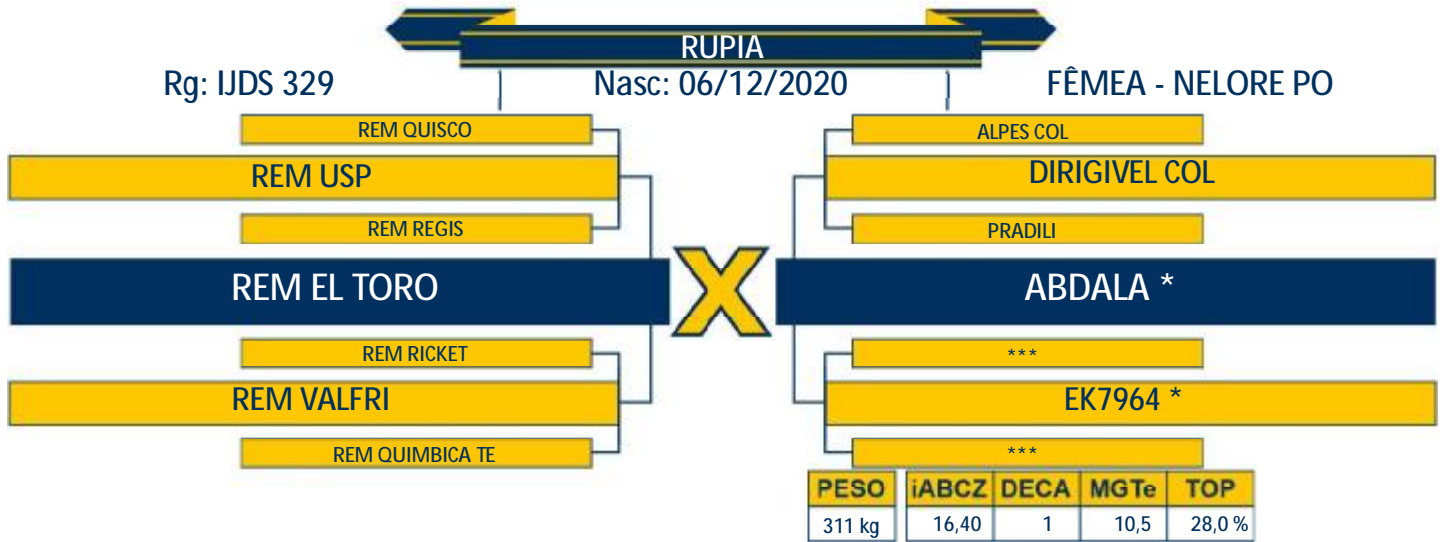 RUPIA
Rg: IJDS 329 Nasc: 06/12/2020 FÊMEA - NELORE PO
REM QUISCO ALPES COL
REM USP DIRIGIVEL COL
REM REGIS PRADILI
REM EL TORO X ABDALA *
REM RICKET ***
REM VALFRI EK7964 *
REM QUIMBICA TE ***
PESO iABCZ DECA MGTe TOP
311 kg 16,40 1 10,5 28,0 %